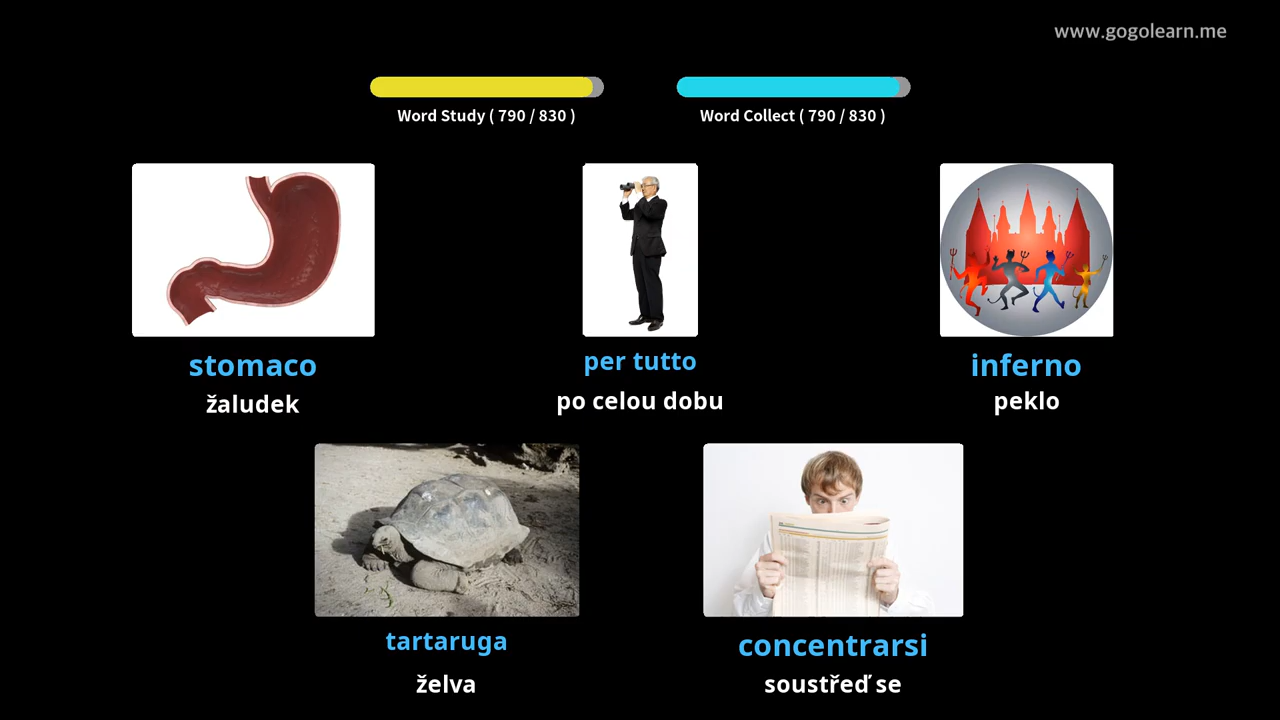 www.gogolearn.me
Word Study ( 790 / 830 )
Word Collect ( 790 / 830 )
stomaco
žaludek
per tutto
po celou dobu
inferno
peklo
tartaruga
želva
concentrarsi
soustřeď se